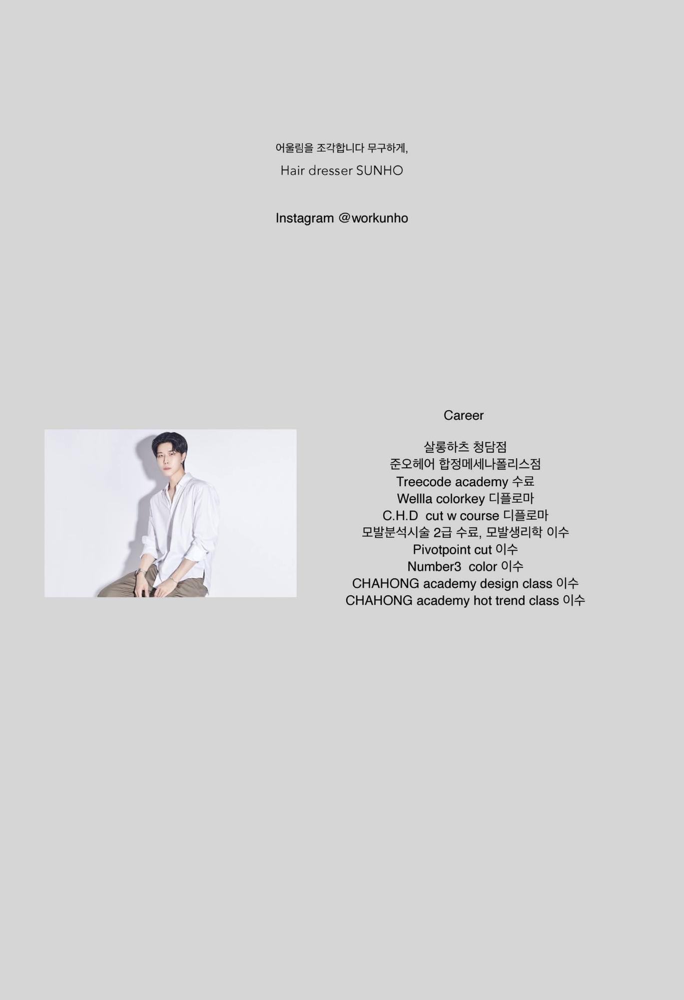 어울림을 조각합니다 무구하게,
Hair dresser SUNHO
Instagram @workunho
Career
살롱하츠 청담점
준오헤어 합정메세나폴리스점
Treecode academy 수료
Wellla colorkey 디플로마
C.H.D  cut w course 디플로마
모발분석시술 2급 수료, 모발생리학 이수
Pivotpoint cut 이수
Number3  color 이수
CHAHONG academy design class 이수
CHAHONG academy hot trend class 이수